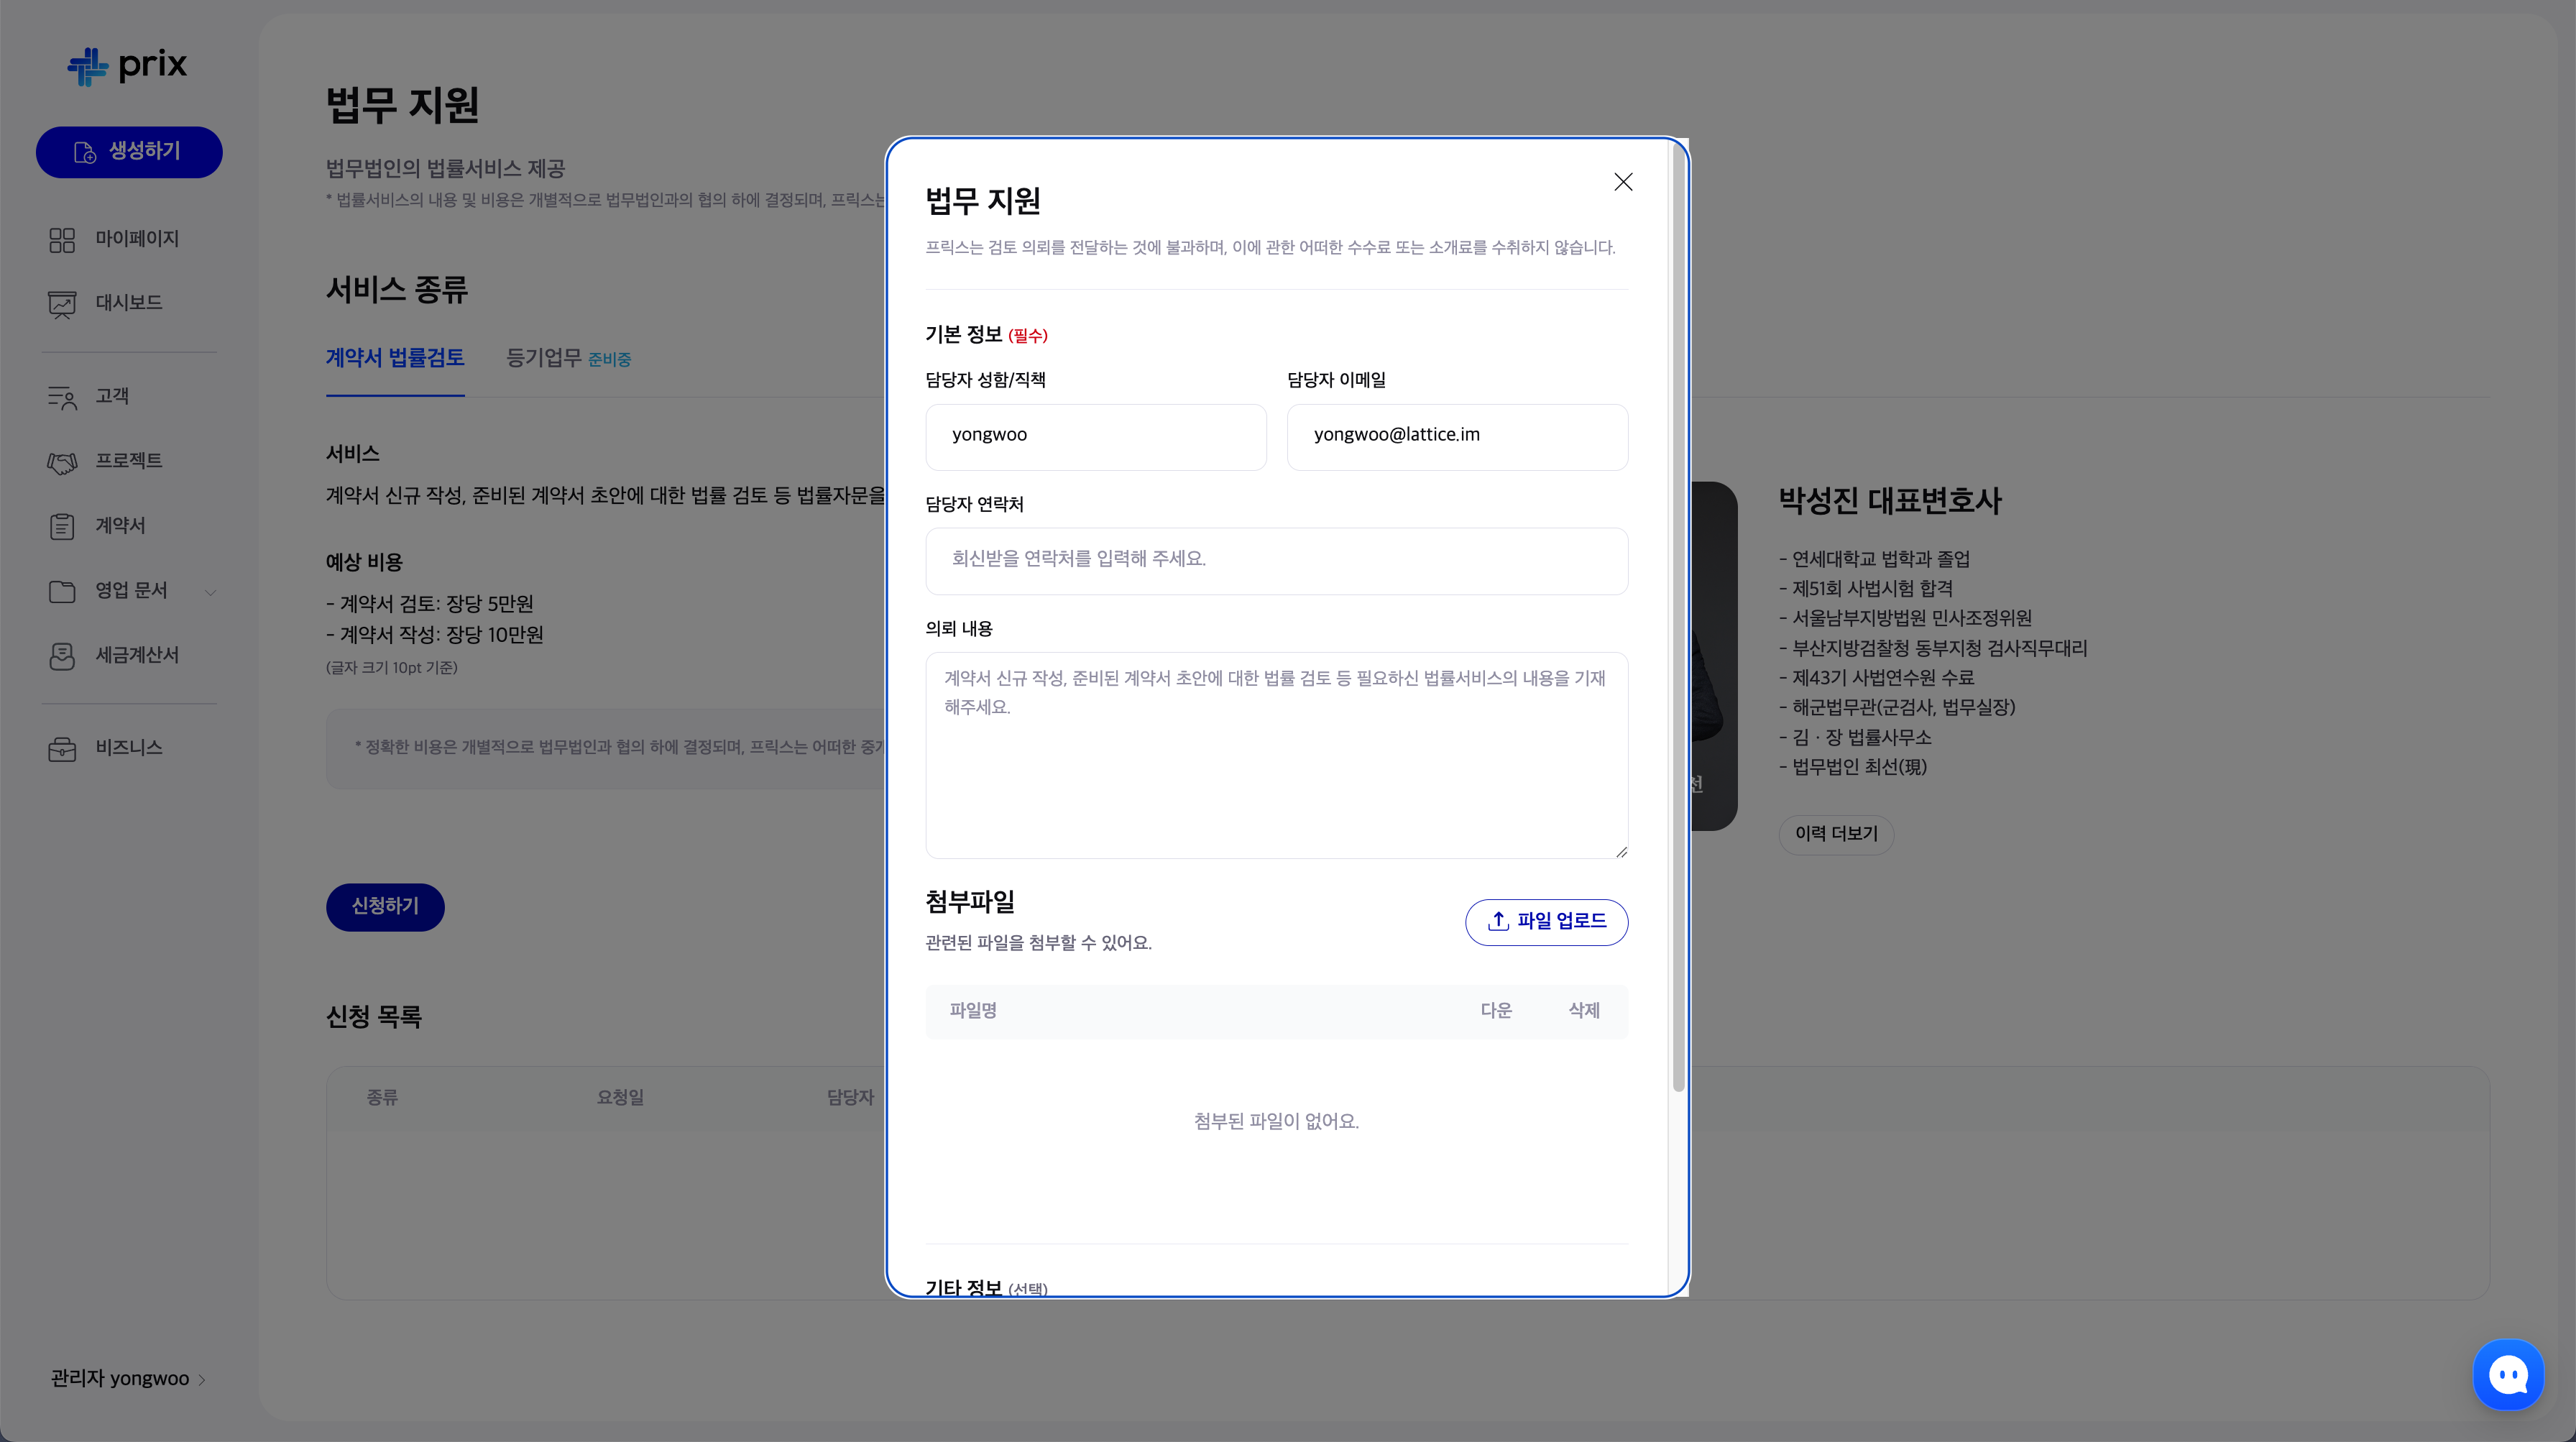 prix
생성하기
마이페이지
대시보드
고객
프로젝트
계약서
영업 문서
세금계산서
비즈니스
관리자 yongwoo
법무 지원
법무법인의 법률서비스 제공
* 법률서비스의 내용 및 비용은 개별적으로 법무법인과의 협의 하에 결정되며, 프릭스는
서비스 종류
계약서 법률검토
등기업무 준비중
서비스
계약서 신규 작성, 준비된 계약서 초안에 대한 법률 검토 등 법률자문을
예상 비용
- 계약서 검토: 장당 5만원
- 계약서 작성: 장당 10만원
(글자 크기 10pt 기준)
* 정확한 비용은 개별적으로 법무법인과 협의 하에 결정되며, 프릭스는 어떠한
신청하기
신청 목록
종류
요청일
담당자
법무 지원
프릭스는 검토 의뢰를 전달하는 것에 불과하며, 이에 관한 어떠한 수수료 또는 소개료를 수취하지 않습니다.
기본 정보 (필수)
담당자 성함/직책
담당자 이메일
yongwoo
yongwoo@lattice.im
담당자 연락처
회신받을 연락처를 입력해 주세요.
의뢰 내용
계약서 신규 작성, 준비된 계약서 초안에 대한 법률 검토 등 필요하신 법률서비스의 내용을 기재
해주세요.
첨부파일
관련된 파일을 첨부할 수 있어요.
파일 업로드
파일명
다운
삭제
첨부된 파일이 없어요.
기타 정보 (선택)
박성진 대표변호사
- 연세대학교 법학과 졸업
- 제51회 사법시험 합격
- 서울남부지방법원 민사조정위원
- 부산지방검찰청 동부지청 검사직무대리
- 제43기 사법연수원 수료
- 해군법무관(군검사, 법무실장)
- 김 · 장 법률사무소
- 법무법인 최선(現)
이력 더보기